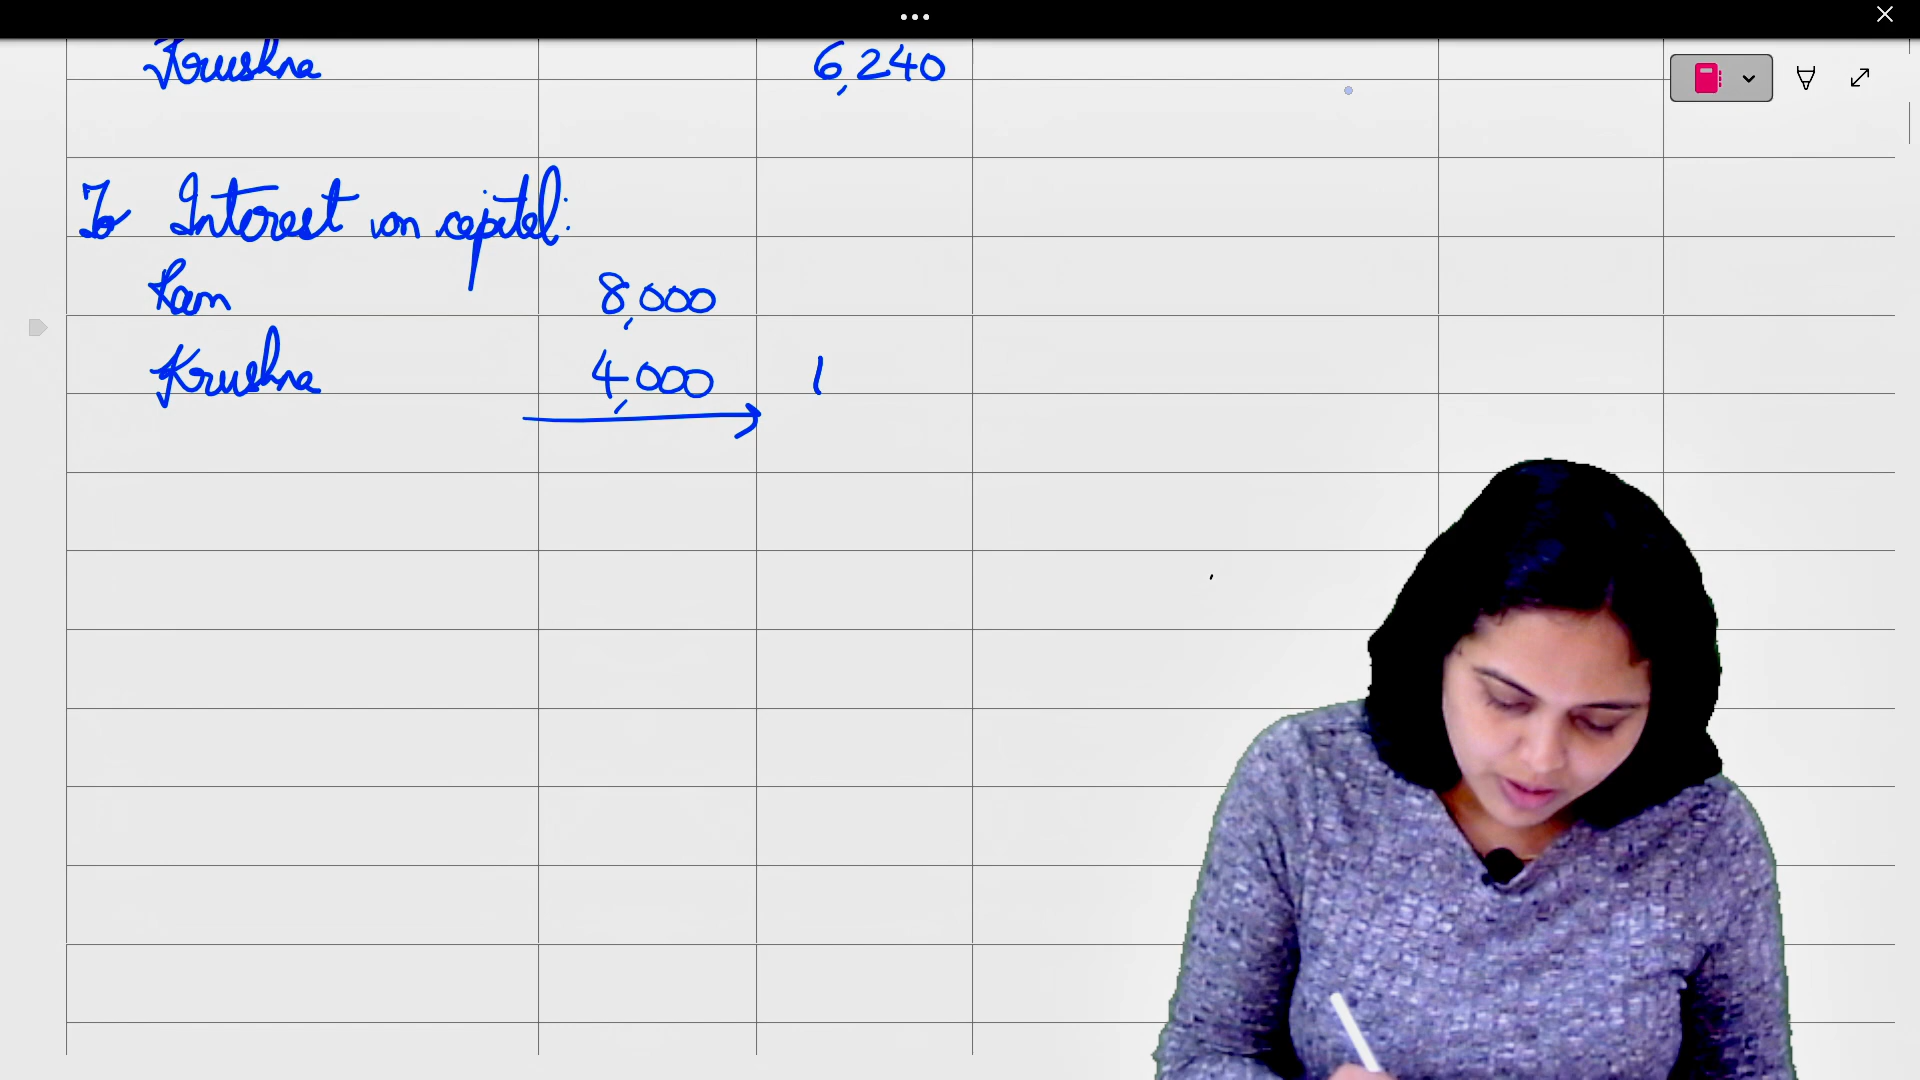 Krushna 6,240
To Interest on capital:
Ram 8,000
Krushna 4,000 1